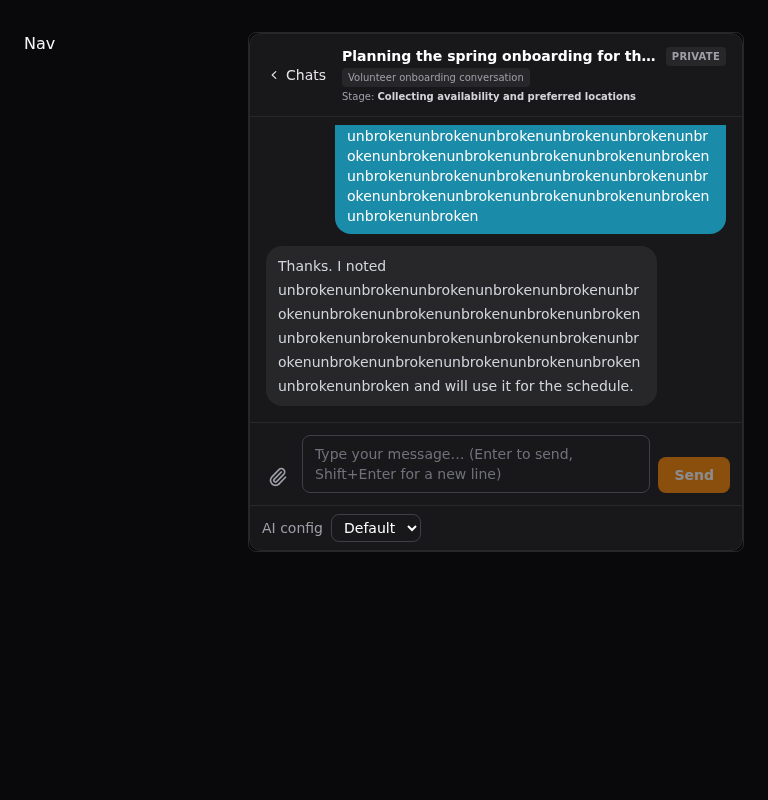 Nav
Chats
Planning the spring onboarding for th…
PRIVATE
Volunteer onboarding conversation
Stage: Collecting availability and preferred locations
unbrokenunbrokenunbrokenunbrokenunbrokenunbr
okenunbrokenunbrokenunbrokenunbrokenunbroken
unbrokenunbrokenunbrokenunbrokenunbrokenunbr
okenunbrokenunbrokenunbrokenunbrokenunbroken
unbrokenunbroken
Thanks. I noted
unbrokenunbrokenunbrokenunbrokenunbrokenunbr
okenunbrokenunbrokenunbrokenunbrokenunbroken
unbrokenunbrokenunbrokenunbrokenunbrokenunbr
okenunbrokenunbrokenunbrokenunbrokenunbroken
unbrokenunbroken and will use it for the schedule.
Type your message… (Enter to send,
Shift+Enter for a new line)
Send
AI config
Default